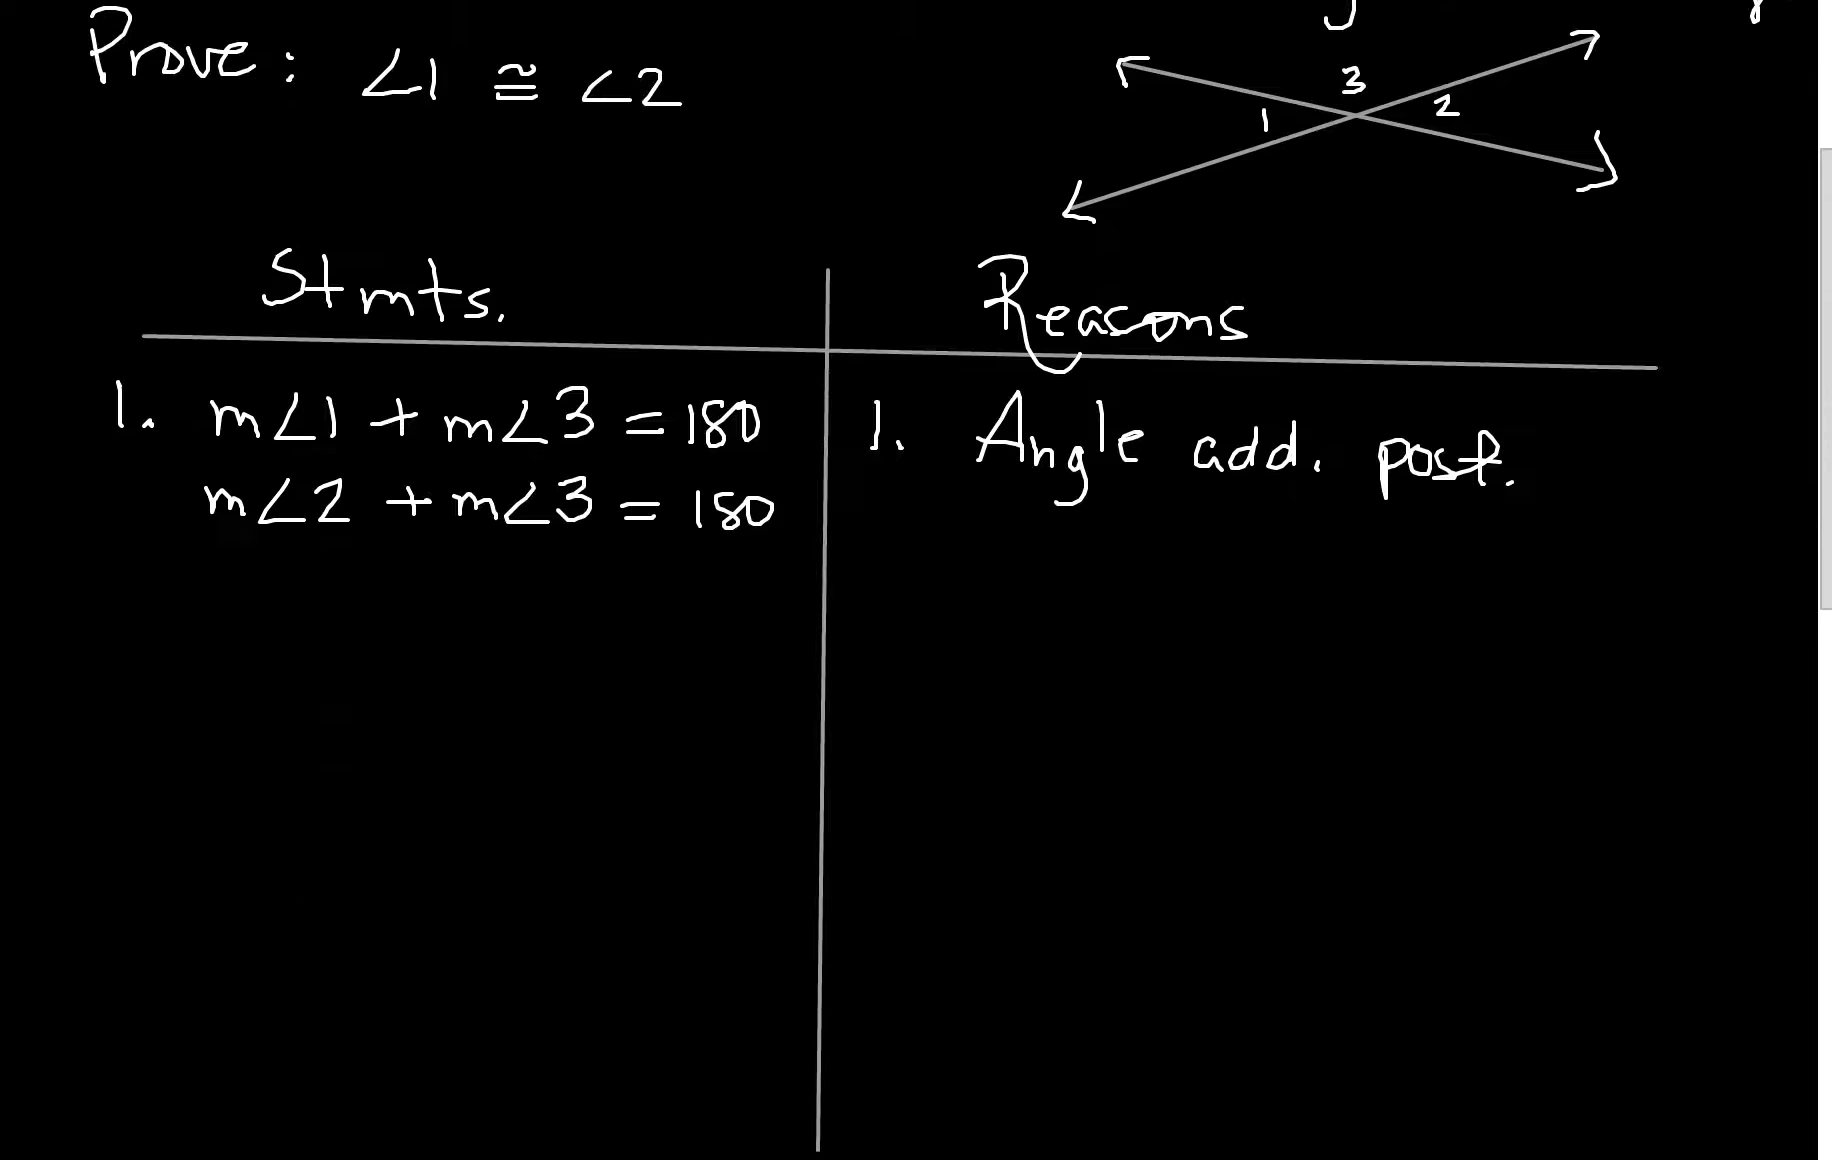 Prove: ∠1 ≅ ∠2
3
1
2
Stmts.
Reasons
1. m∠1 + m∠3 = 180
m∠2 + m∠3 = 180
1. Angle add. post.